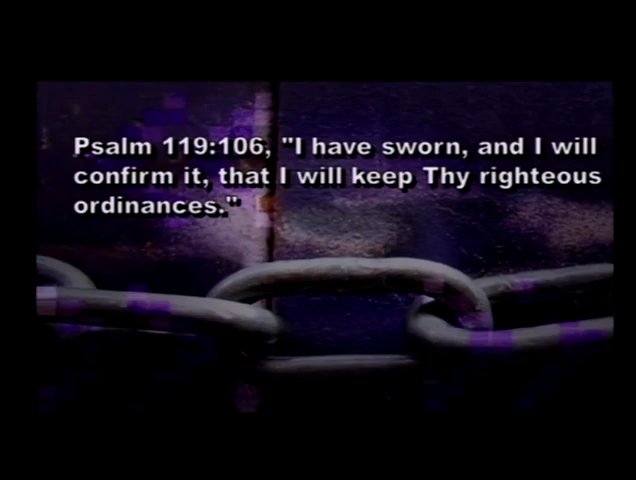 Psalm 119:106, "I have sworn, and I will
confirm it, that I will keep Thy righteous
ordinances."